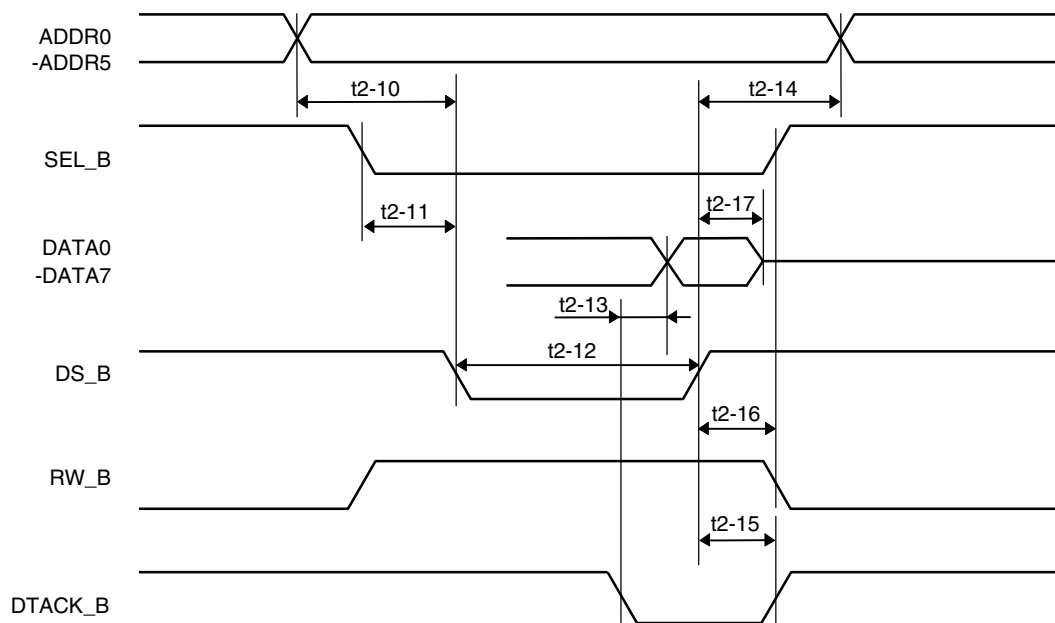 ADDR0
-ADDR5
t2-10
t2-14
SEL_B
t2-11
t2-17
DATA0
-DATA7
t2-13
t2-12
DS_B
t2-16
RW_B
t2-15
DTACK_B